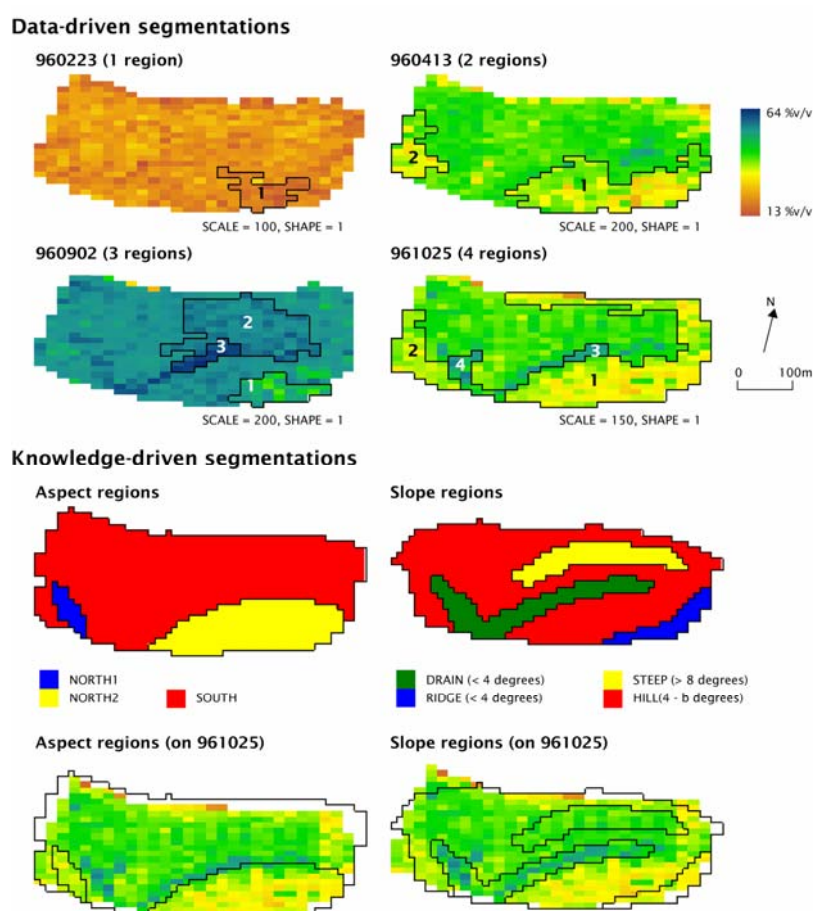 Data-driven segmentations
960223 (1 region)
960413 (2 regions)
1
2
1
64 %v/v
13 %v/v
SCALE = 100, SHAPE = 1
SCALE = 200, SHAPE = 1
960902 (3 regions)
961025 (4 regions)
2
3
1
2
3
4
1
N
0 100m
SCALE = 200, SHAPE = 1
SCALE = 150, SHAPE = 1
Knowledge-driven segmentations
Aspect regions
Slope regions
NORTH1
NORTH2
SOUTH
DRAIN (< 4 degrees)
RIDGE (< 4 degrees)
STEEP (> 8 degrees)
HILL(4 - b degrees)
Aspect regions (on 961025)
Slope regions (on 961025)